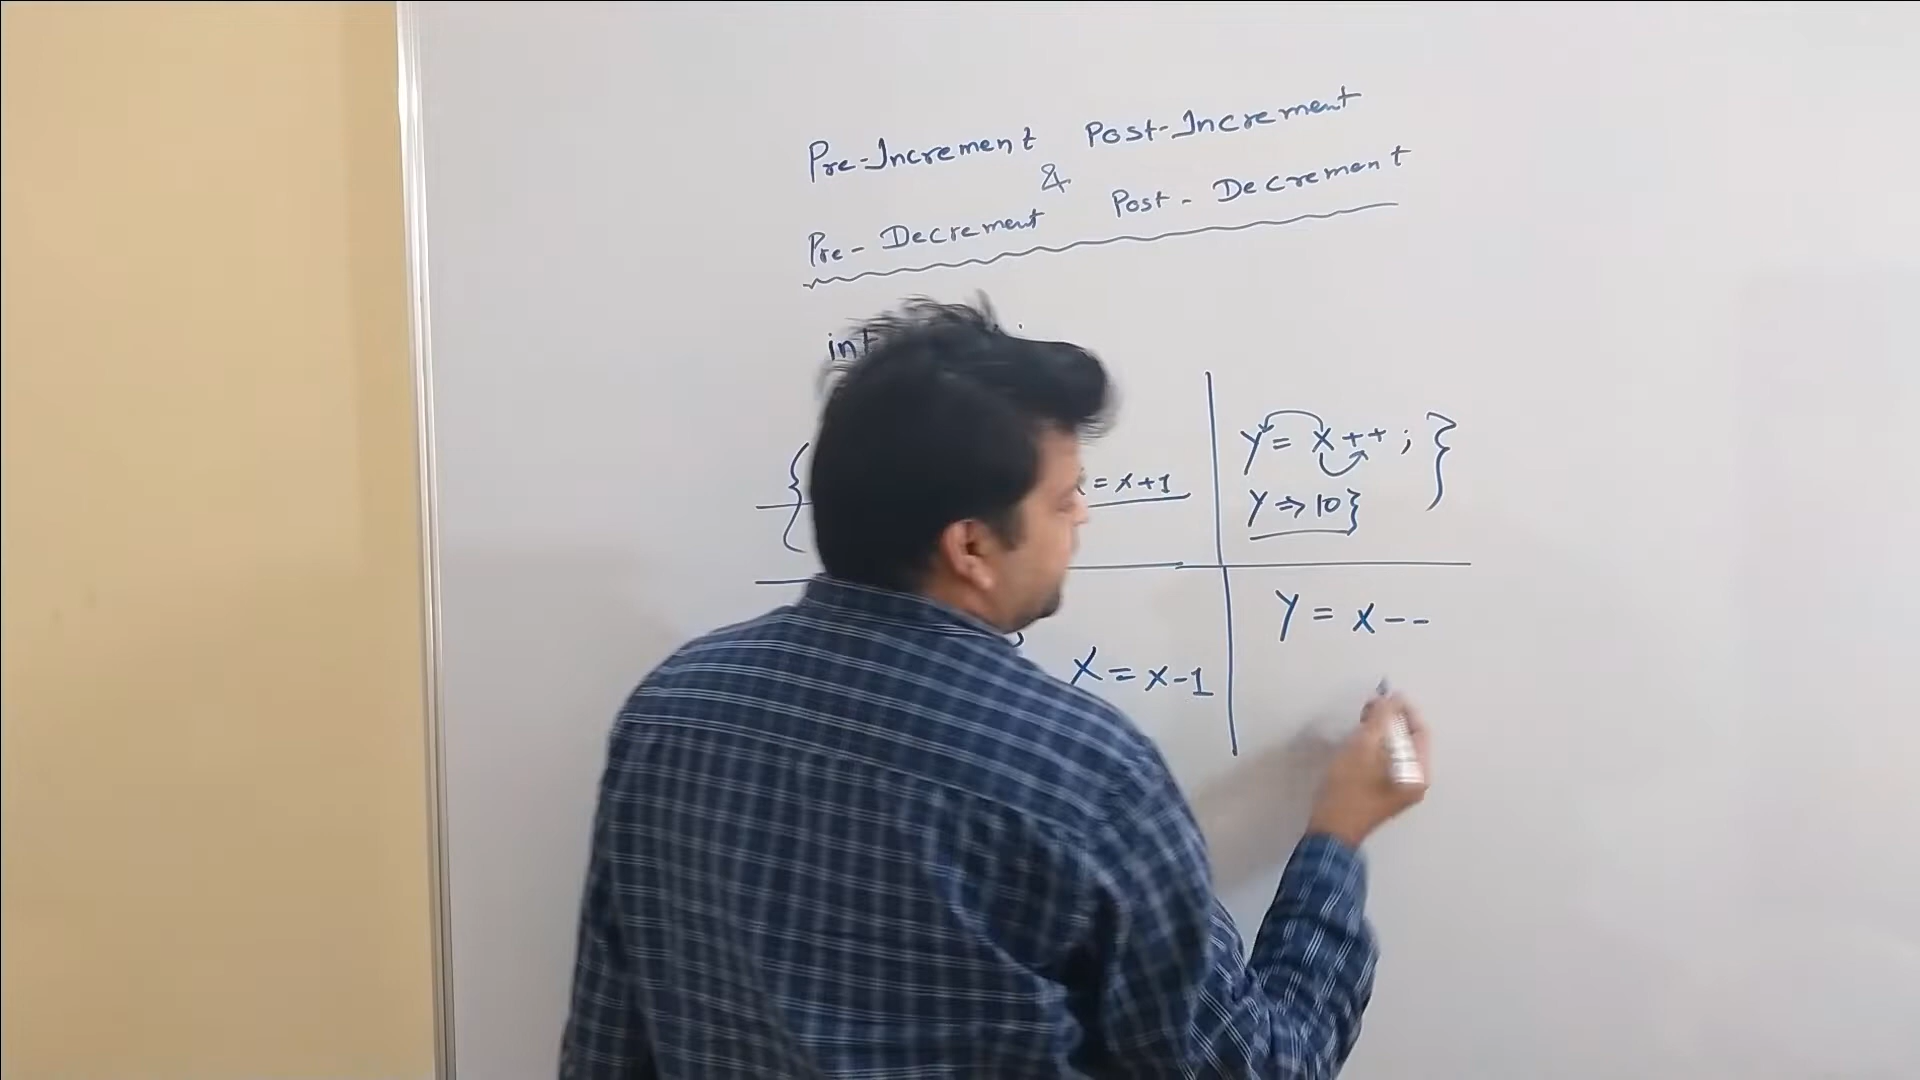 Pre-Increment Post-Increment
&
Pre-Decrement Post-Decrement
int
= x+1
y = x++;}
y => 10}
x = x-1
y = x--